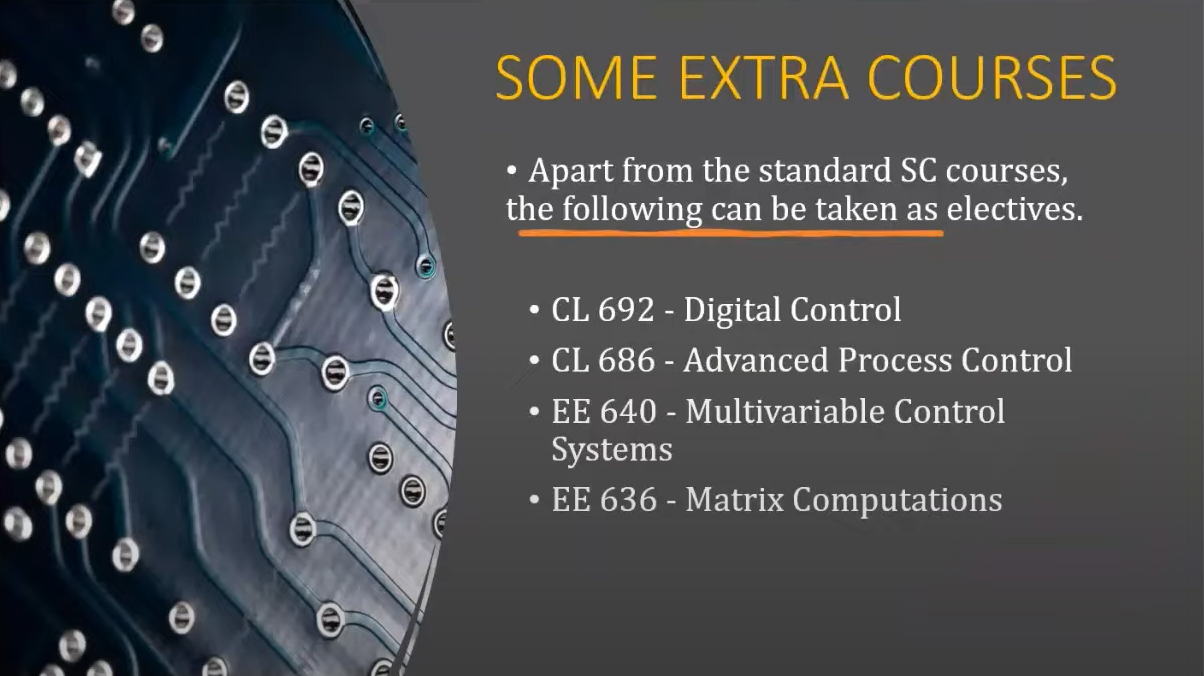 SOME EXTRA COURSES
• Apart from the standard SC courses,
the following can be taken as electives.
• CL 692 - Digital Control
• CL 686 - Advanced Process Control
• EE 640 - Multivariable Control
Systems
• EE 636 - Matrix Computations